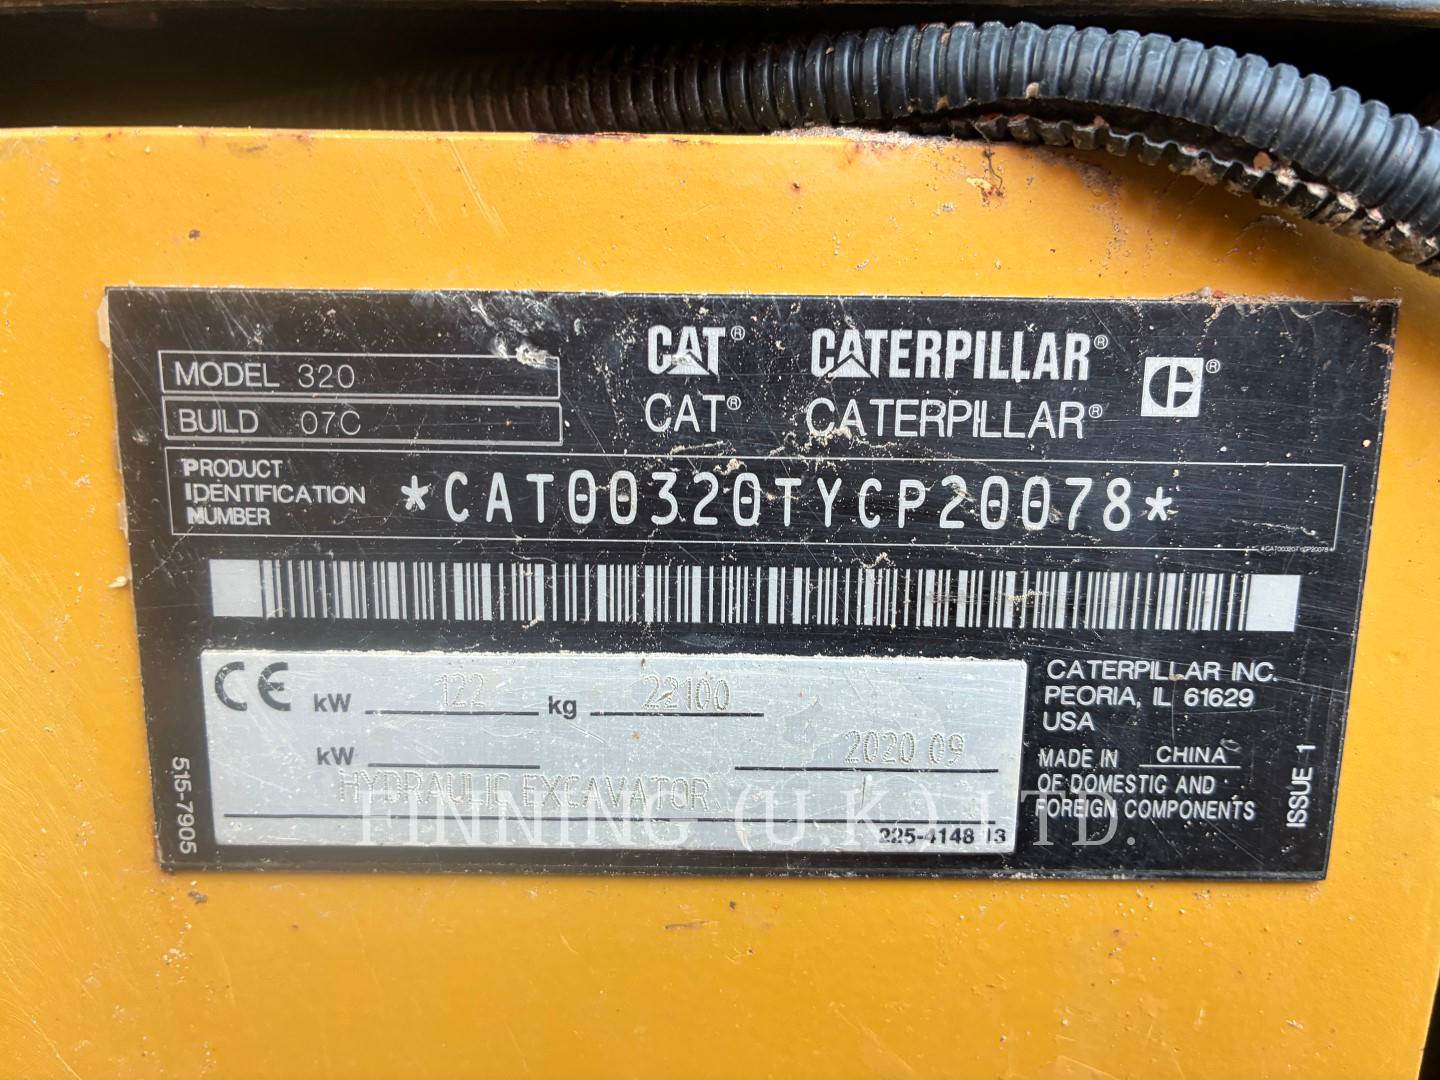 CAT® CATERPILLAR®
CAT® CATERPILLAR®
MODEL 320
BUILD 07C
PRODUCT
IDENTIFICATION
NUMBER
*CAT00320TYCP20078*
*CAT00320TYCP20078*
CE kW 122 kg 22100
kW 2020 09
HYDRAULIC EXCAVATOR
225-4148 13
CATERPILLAR INC.
PEORIA, IL 61629
USA
MADE IN CHINA
OF DOMESTIC AND
FOREIGN COMPONENTS
515-7905
ISSUE 1
FINNING (U.K.) LTD.